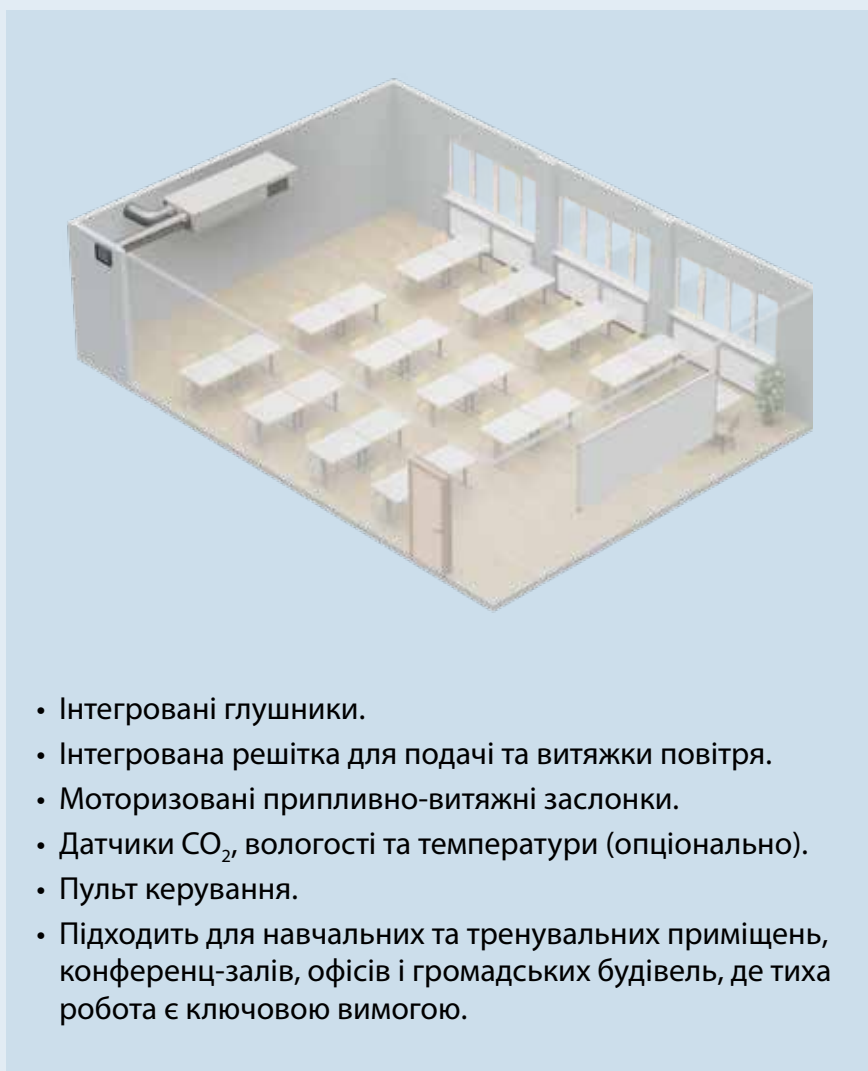 • Інтегровані глушники.
• Інтегрована решітка для подачі та витяжки повітря.
• Моторизовані припливно-витяжні заслонки.
• Датчики CO₂, вологості та температури (опціонально).
• Пульт керування.
• Підходить для навчальних та тренувальних приміщень,
конференц-залів, офісів і громадських будівель, де тиха
робота є ключовою вимогою.